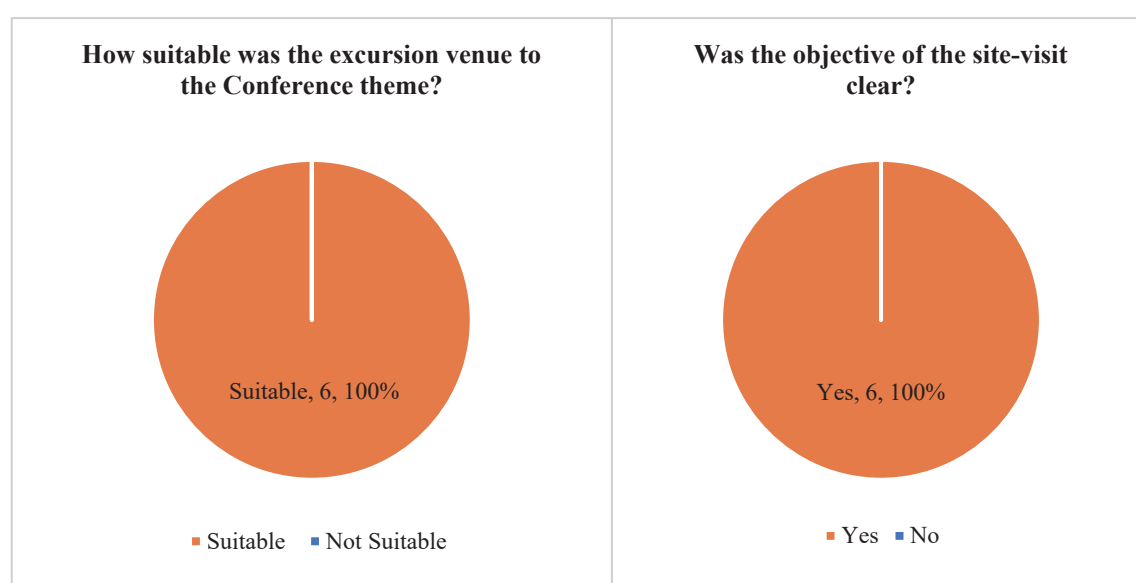 How suitable was the excursion venue to
the Conference theme?
Suitable, 6, 100%
Suitable Not Suitable
Was the objective of the site-visit
clear?
Yes, 6, 100%
Yes No